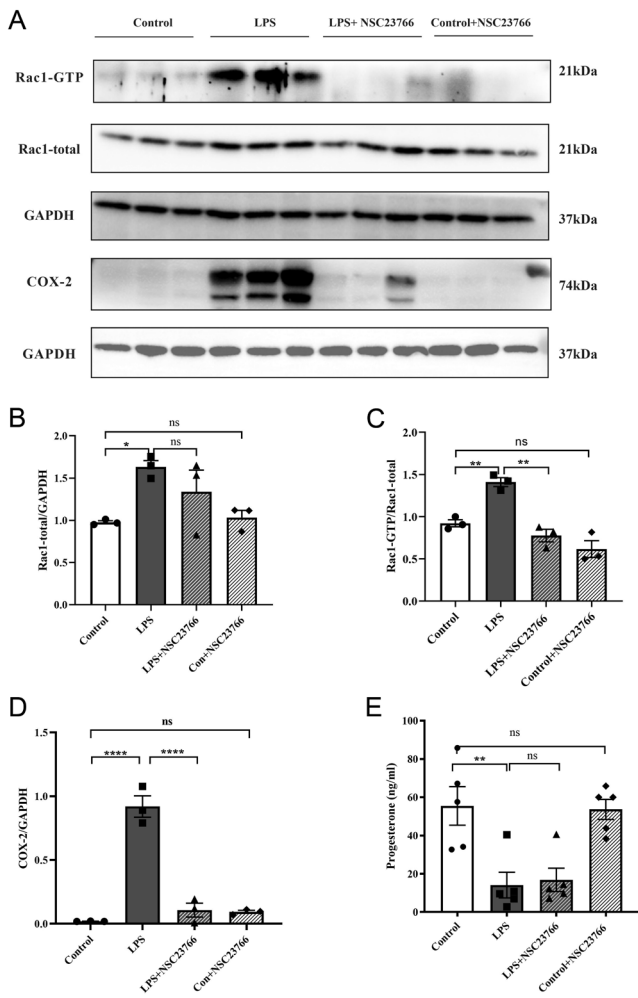 A
Control LPS LPS+ NSC23766 Control+NSC23766
Rac1-GTP 21kDa
Rac1-total 21kDa
GAPDH 37kDa
COX-2 74kDa
GAPDH 37kDa
B
ns
* ns
Rac1-total/GAPDH
2.0
1.5
1.0
0.5
0.0
Control LPS LPS+NSC23766 Con+NSC23766
C
ns
** **
Rac1-GTP/Rac1-total
2.0
1.5
1.0
0.5
0.0
Control LPS LPS+NSC23766 Control+NSC23766
D
ns
**** ****
COX-2/GAPDH
1.5
1.0
0.5
0.0
Control LPS LPS+NSC23766 Con+NSC23766
E
ns
** ns
Progesterone (ng/ml)
100
80
60
40
20
0
Control LPS LPS+NSC23766 Control+NSC23766